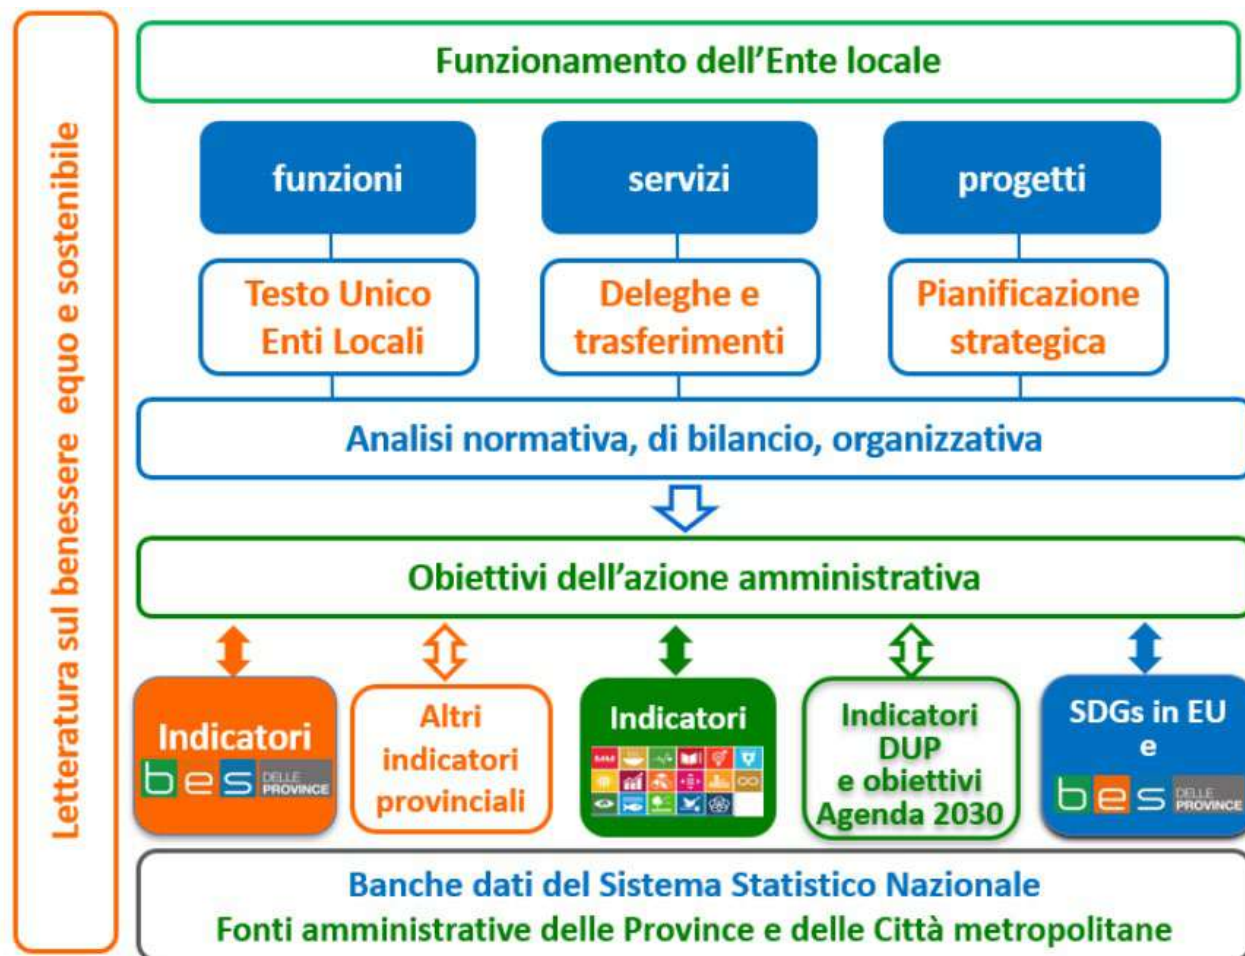 Letteratura sul benessere equo e sostenibile
Funzionamento dell'Ente locale
funzioni
servizi
progetti
Testo Unico
Enti Locali
Deleghe e
trasferimenti
Pianificazione
strategica
Analisi normativa, di bilancio, organizzativa
Obiettivi dell'azione amministrativa
Indicatori
bes DELLE
PROVINCE
Altri
indicatori
provinciali
Indicatori
Indicatori
DUP
e obiettivi
Agenda 2030
SDGs in EU
e
bes DELLE
PROVINCE
Banche dati del Sistema Statistico Nazionale
Fonti amministrative delle Province e delle Città metropolitane